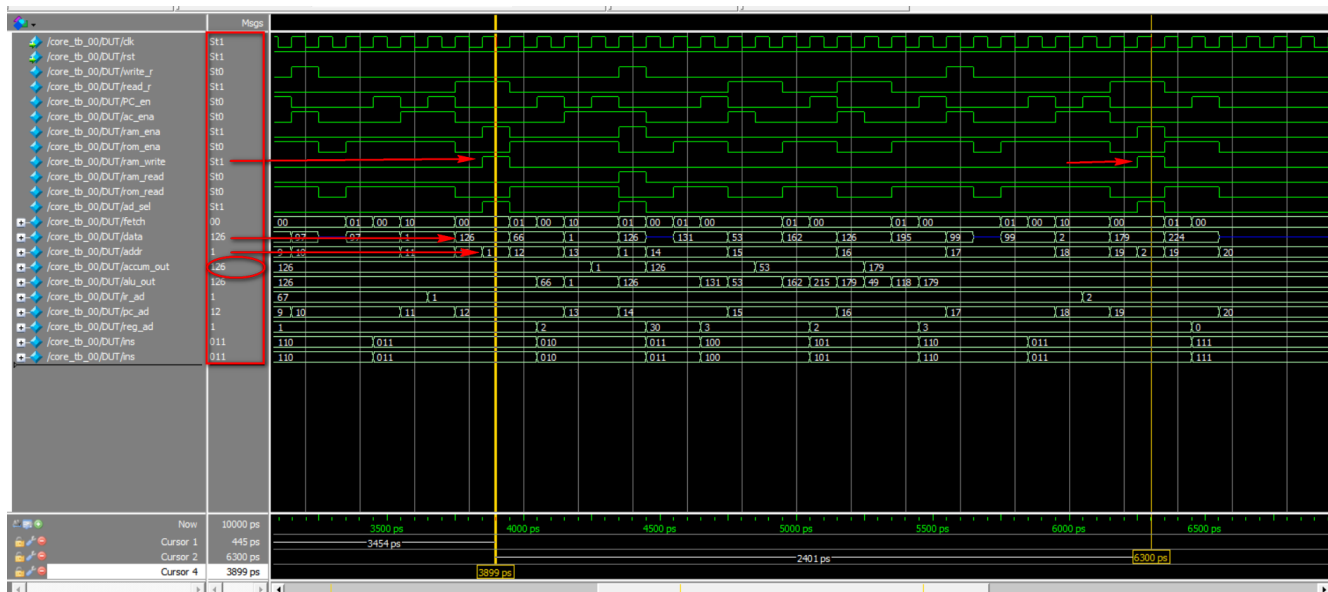 Msgs
/core_tb_00/DUT/clk St1
/core_tb_00/DUT/rst St1
/core_tb_00/DUT/write_r St0
/core_tb_00/DUT/read_r St1
/core_tb_00/DUT/PC_en St0
/core_tb_00/DUT/ac_ena St0
/core_tb_00/DUT/ram_ena St1
/core_tb_00/DUT/rom_ena St0
/core_tb_00/DUT/ram_write St1
/core_tb_00/DUT/ram_read St0
/core_tb_00/DUT/rom_read St0
/core_tb_00/DUT/ad_sel St1
/core_tb_00/DUT/fetch 00 00 01 00 10 00 01 00 10 01 00 01 00 01 00 01 00 01 00 10 00 01 00
/core_tb_00/DUT/data 126 97 97 1 126 66 1 126 131 53 162 126 195 99 99 2 179 224
/core_tb_00/DUT/addr 1 9 10 11 12 1 12 13 1 14 15 16 17 18 19 2 19 20
/core_tb_00/DUT/accum_out 126 126 1 126 53 179
/core_tb_00/DUT/alu_out 126 126 66 1 126 131 53 162 215 179 49 118 179
/core_tb_00/DUT/ir_ad 1 67 1 2
/core_tb_00/DUT/pc_ad 12 9 10 11 12 13 14 15 16 17 18 19 20
/core_tb_00/DUT/reg_ad 1 1 2 30 3 2 3 0
/core_tb_00/DUT/ins 011 110 011 010 011 100 101 110 011 111
/core_tb_00/DUT/ins 011 110 011 010 011 100 101 110 011 111
Now 10000 ps 3500 ps 4000 ps 4500 ps 5000 ps 5500 ps 6000 ps 6500 ps
Cursor 1 445 ps 3454 ps
Cursor 2 6300 ps 2401 ps 6300 ps
Cursor 4 3899 ps 3899 ps